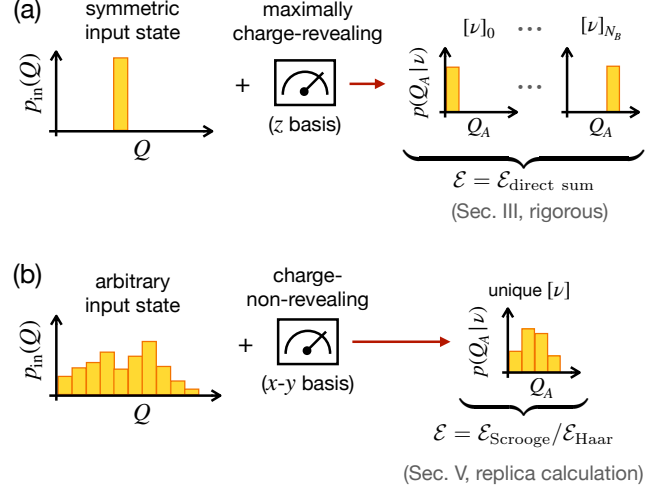 (a)
symmetric
input state
maximally
charge-revealing
[ν]₀ ⋯ [ν]_{N_B}
p_in(Q)
+
p(Q_A|ν)
⋯
(z basis)
Q
Q_A
Q_A
ℰ = ℰ_direct sum
(Sec. III, rigorous)
(b)
arbitrary
input state
charge-
non-revealing
unique [ν]
p_in(Q)
+
p(Q_A|ν)
(x-y basis)
Q
Q_A
ℰ = ℰ_Scrooge/ℰ_Haar
(Sec. V, replica calculation)